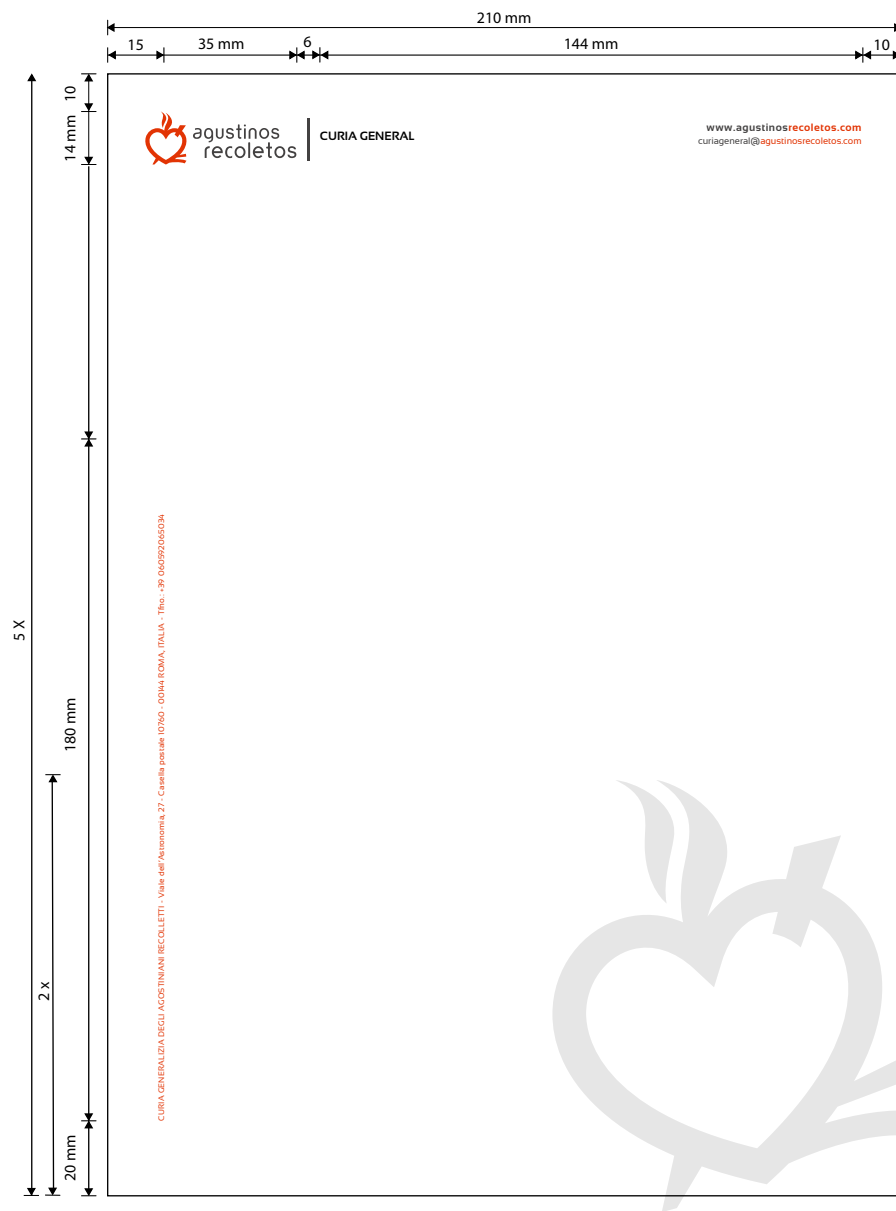 210 mm
15 35 mm 6 144 mm 10
10
14 mm
agustinos
recoletos
CURIA GENERAL
www.agustinosrecoletos.com
curiageneral@agustinosrecoletos.com
5 X
180 mm
2 x
20 mm
CURIA GENERALIZIA DEGLI AGOSTINIANI RECOLLETTI - Viale dell'Astronomia, 27 - Casella postale 10760 - 00144 ROMA, ITALIA - Tfno.: +39 060592065034